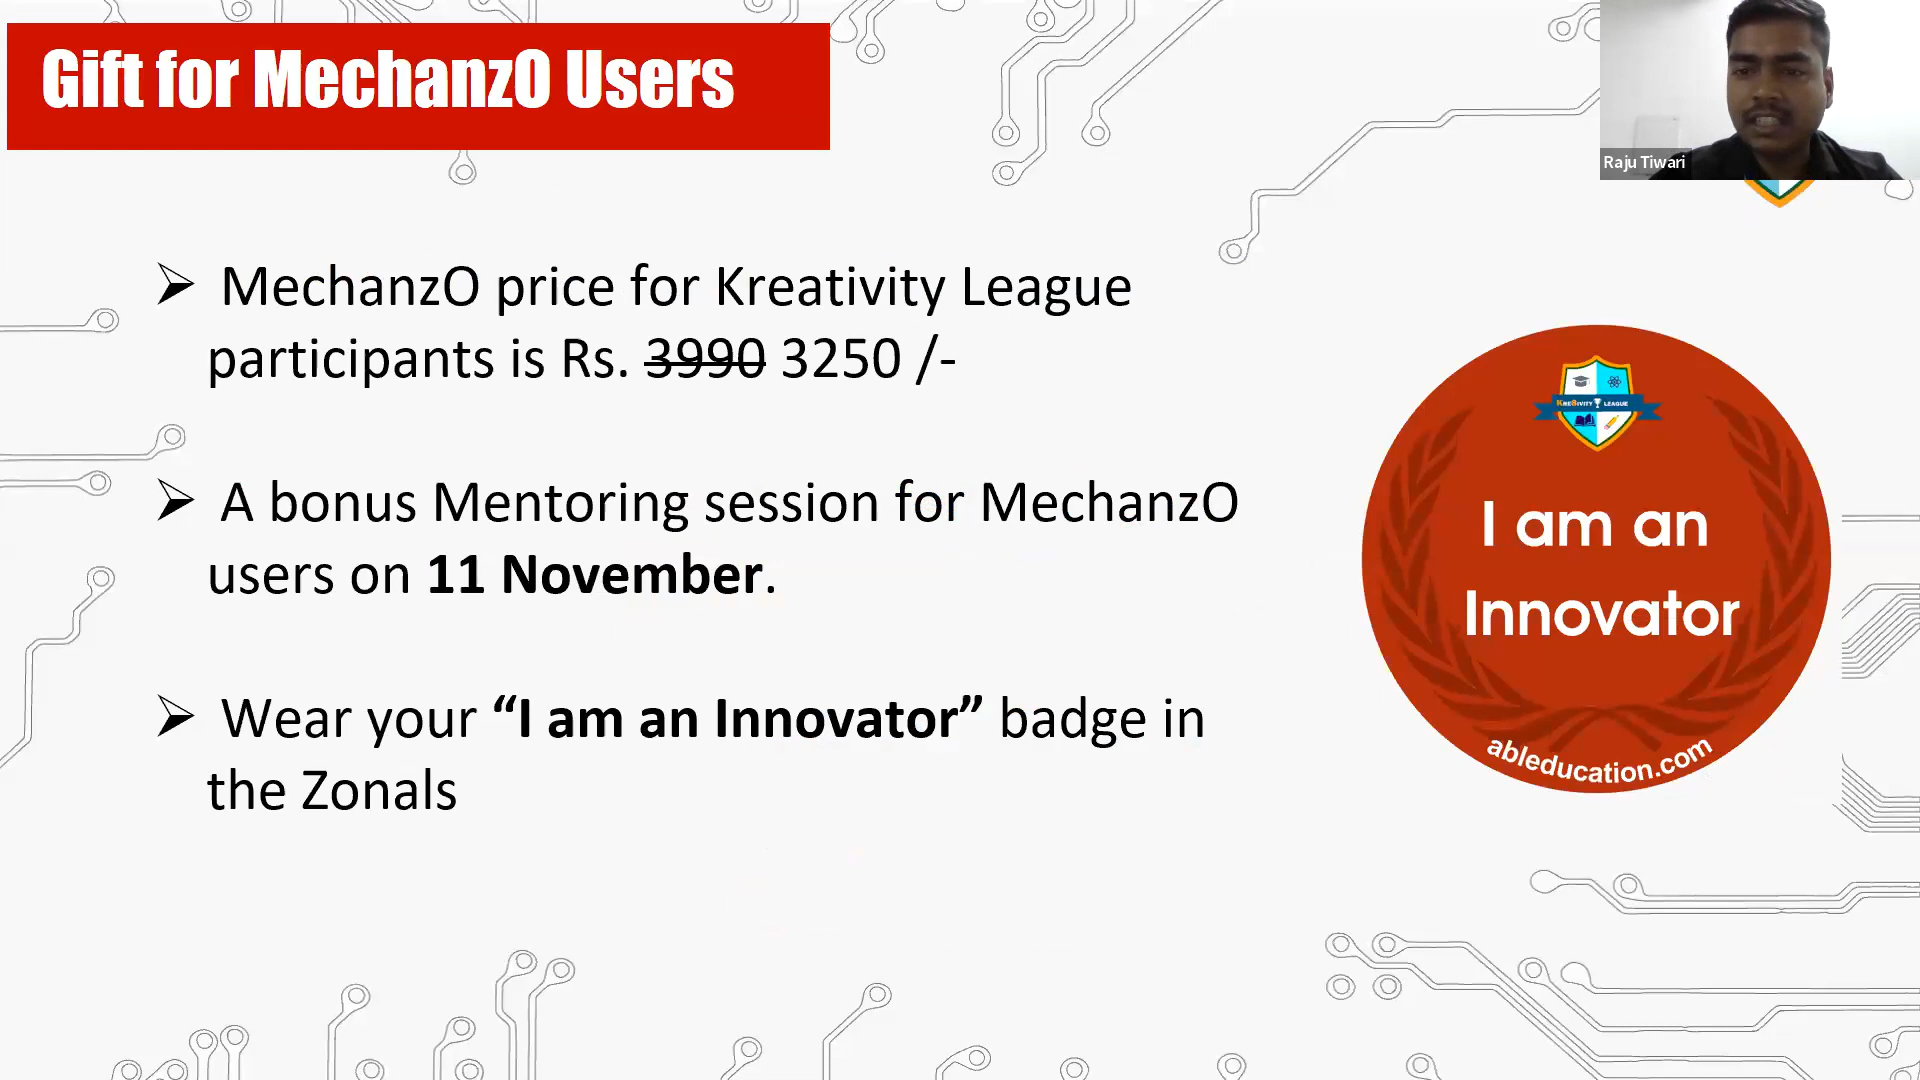 Gift for MechanzO Users
Raju Tiwari
➢ MechanzO price for Kreativity League
participants is Rs. 3990 3250 /-
➢ A bonus Mentoring session for MechanzO
users on 11 November.
➢ Wear your “I am an Innovator” badge in
the Zonals
KRE8IVITY LEAGUE
I am an
Innovator
ableducation.com